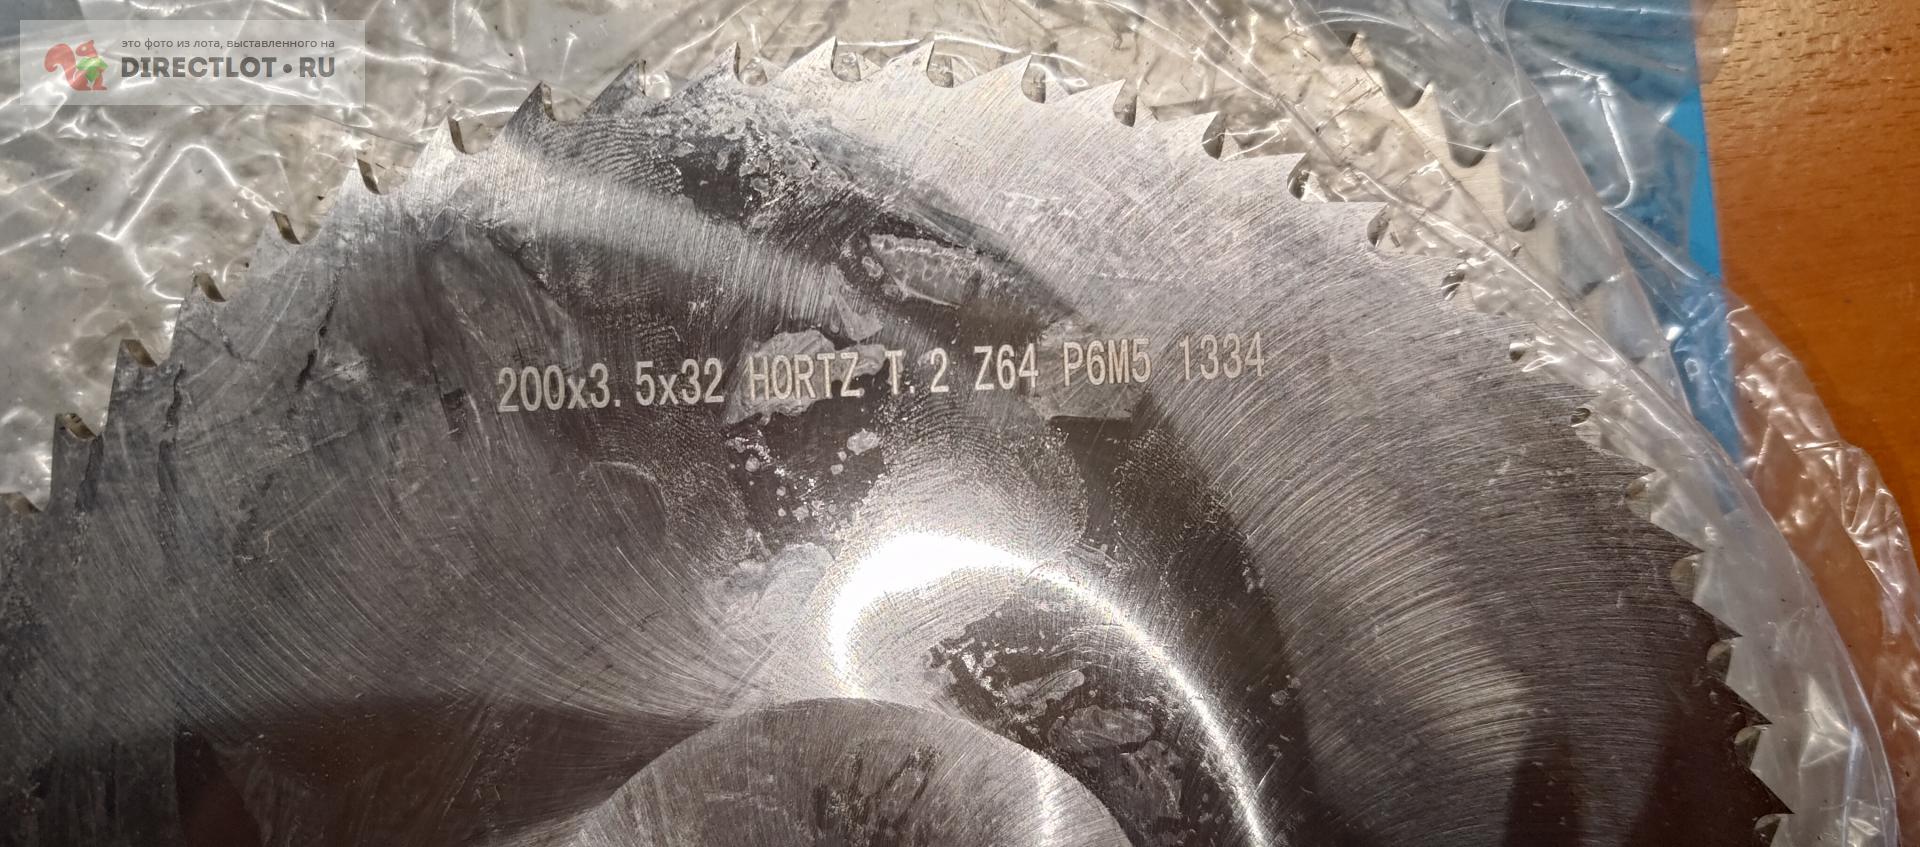 это фото из лота, выставленного на
DIRECTLOT•RU
200x3.5x32 HORTZ T.2 Z64 P6M5 1334